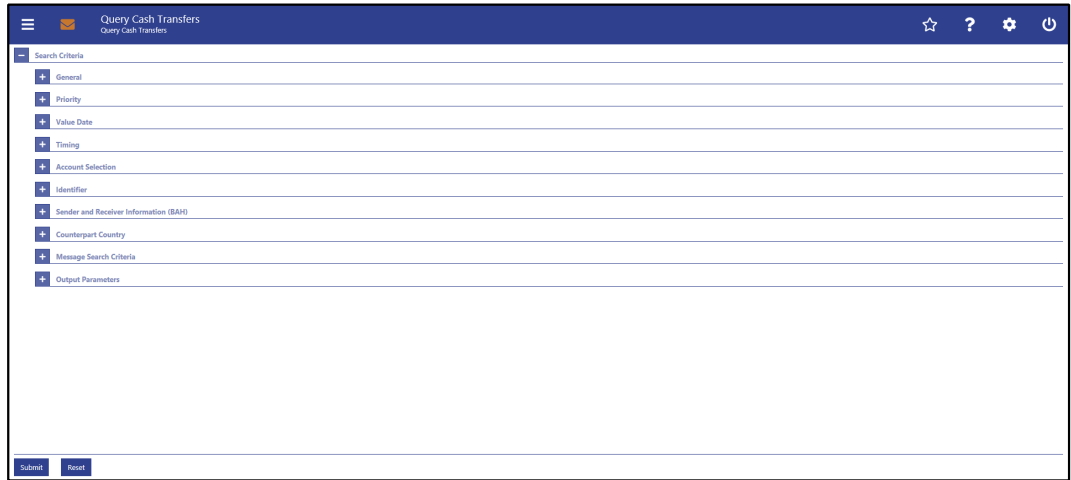 Query Cash Transfers
Query Cash Transfers
Search Criteria
General
Priority
Value Date
Timing
Account Selection
Identifier
Sender and Receiver Information (BAH)
Counterpart Country
Message Search Criteria
Output Parameters
Submit Reset